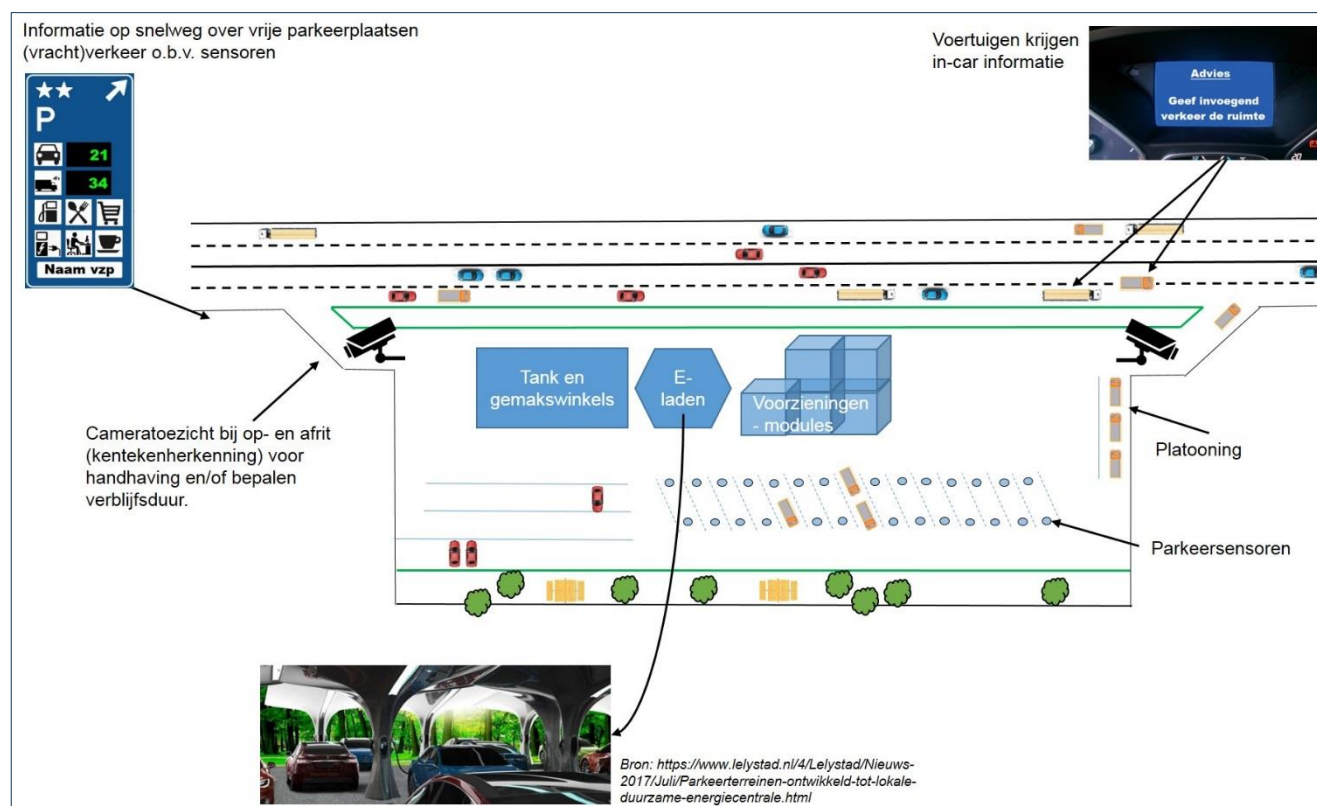 Informatie op snelweg over vrije parkeerplaatsen
(vracht)verkeer o.b.v. sensoren
P
21
34
Naam vzp
Voertuigen krijgen
in-car informatie
Advies
Geef invoegend
verkeer de ruimte
20
Tank en
gemakswinkels
E-
laden
Voorzieningen
- modules
Cameratoezicht bij op- en afrit
(kentekenherkenning) voor
handhaving en/of bepalen
verblijfsduur.
Platooning
Parkeersensoren
Bron: https://www.lelystad.nl/4/Lelystad/Nieuws-
2017/Juli/Parkeerterreinen-ontwikkeld-tot-lokale-
duurzame-energiecentrale.html